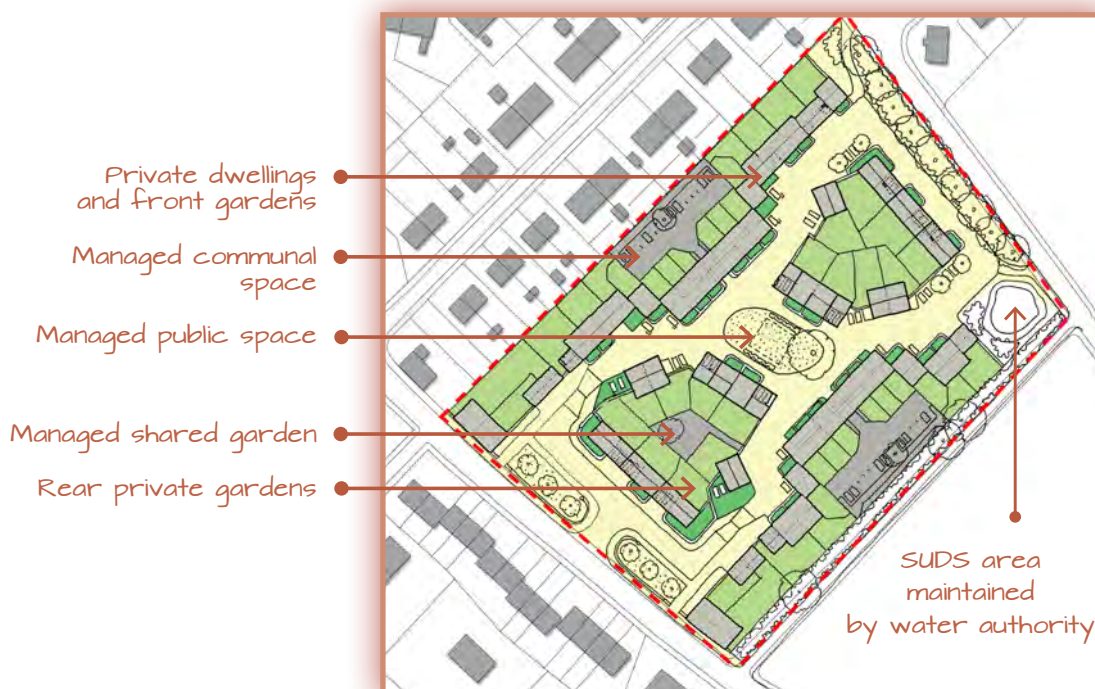 Private dwellings
and front gardens
Managed communal
space
Managed public space
Managed shared garden
Rear private gardens
SUDS area
maintained
by water authority